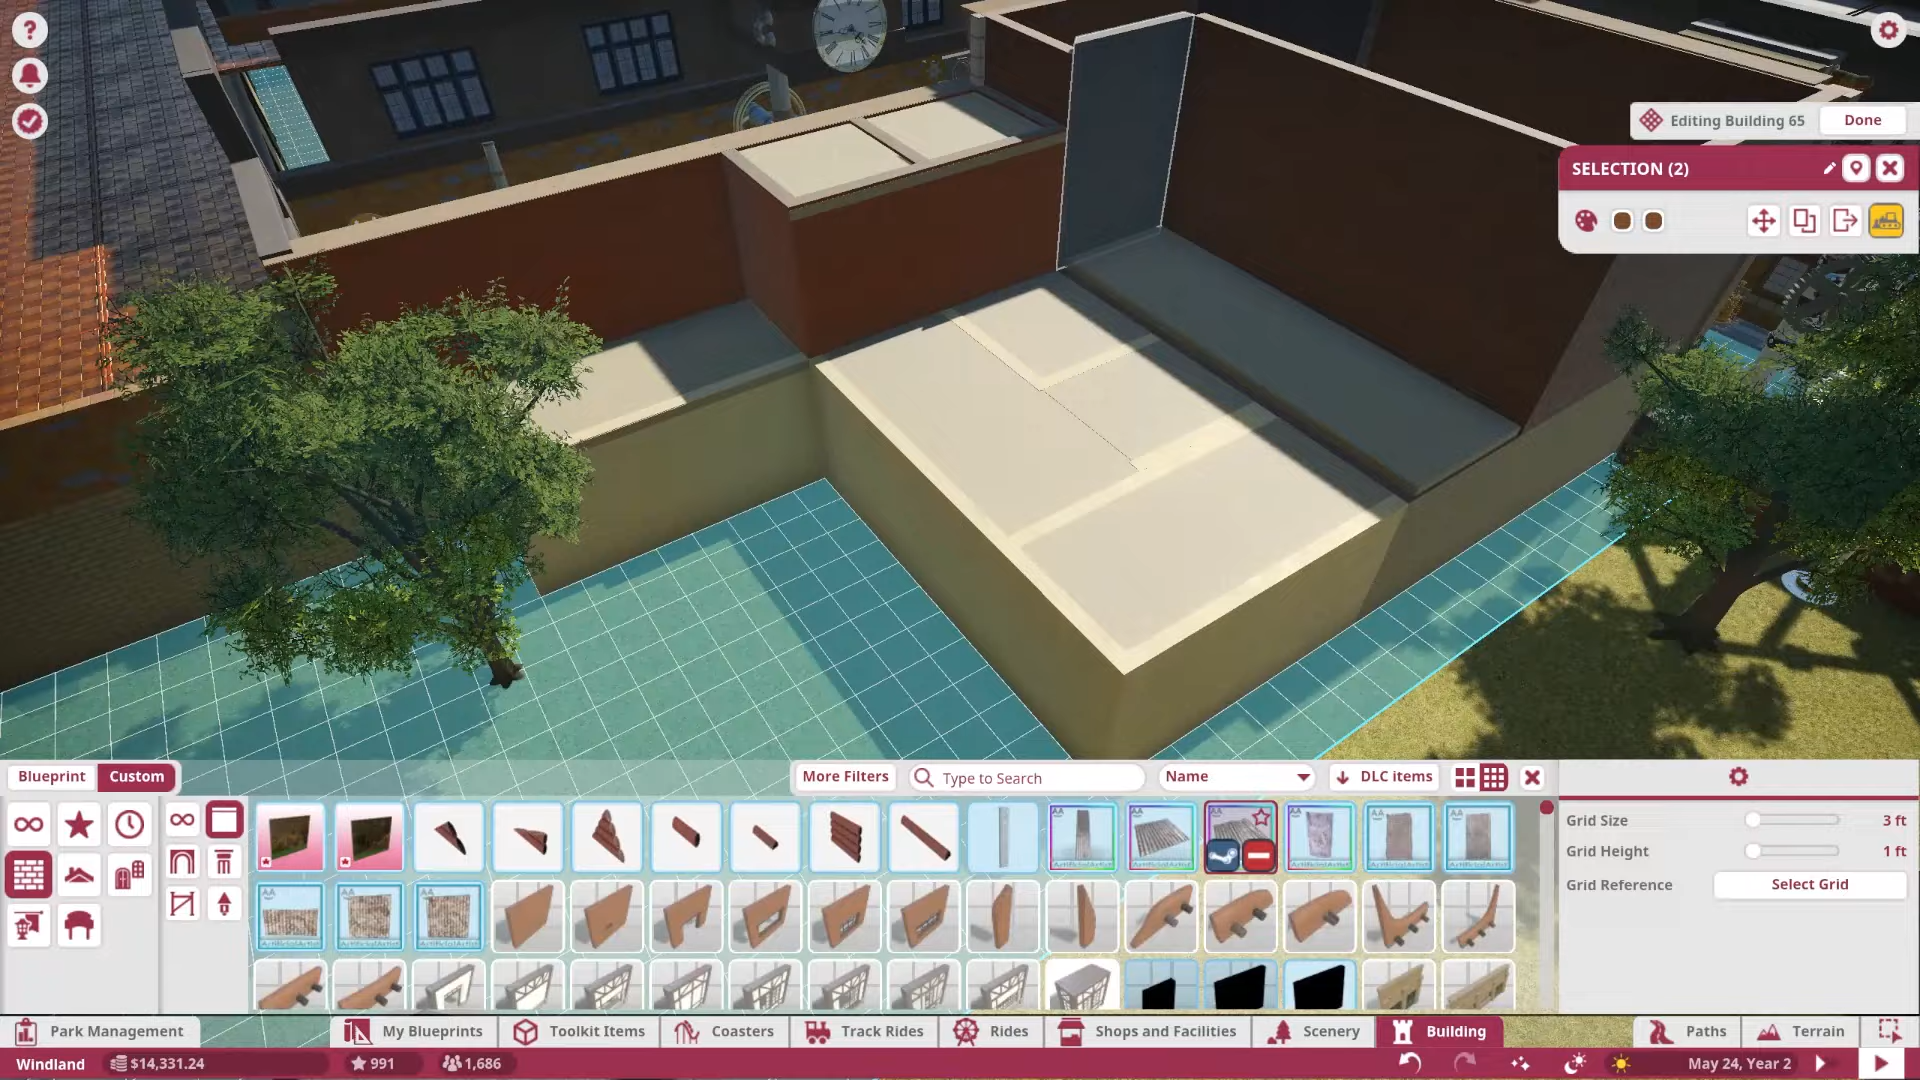 ?
Editing Building 65 Done
SELECTION (2)
Blueprint Custom More Filters Type to Search Name DLC items
Grid Size 3 ft
Grid Height 1 ft
Grid Reference Select Grid
Park Management My Blueprints Toolkit Items Coasters Track Rides Rides Shops and Facilities Scenery Building Paths Terrain
Windland $14,331.24 991 1,686 May 24, Year 2